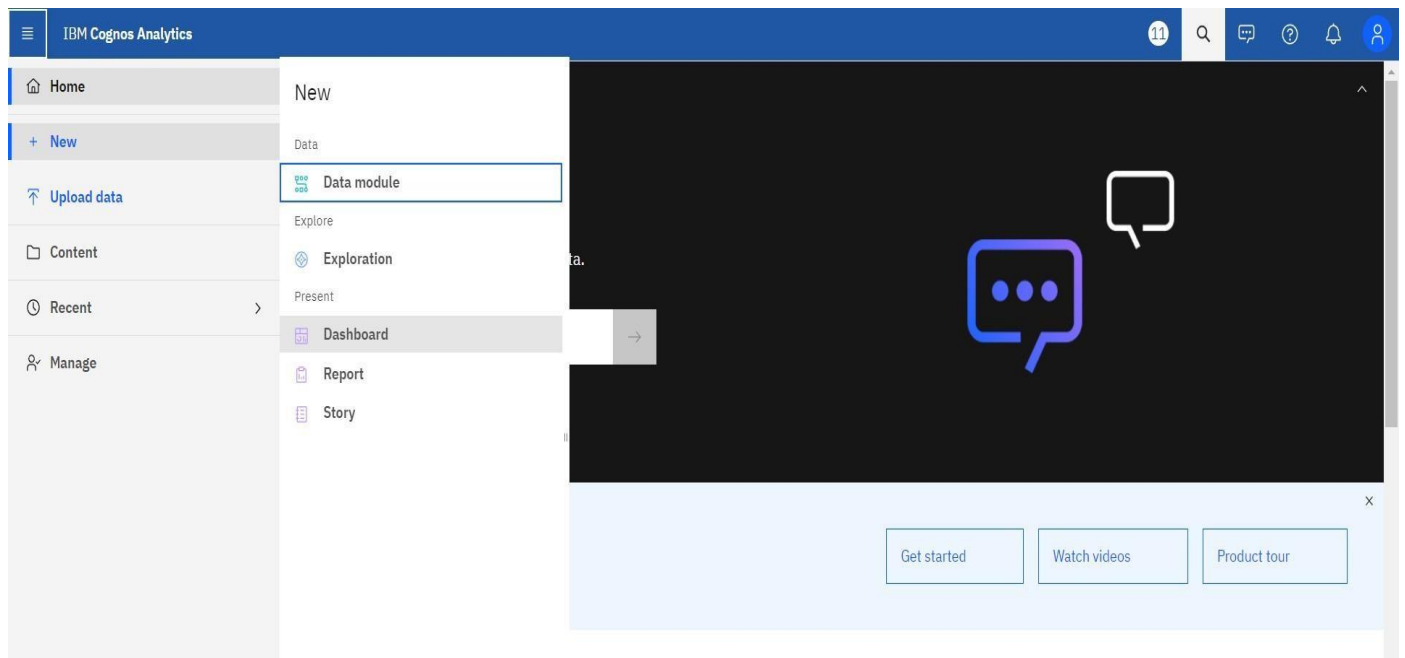 IBM Cognos Analytics
11
Home
New
Upload data
Content
Recent
Manage
New
Data
Data module
Explore
Exploration
Present
Dashboard
Report
Story
ta.
Get started
Watch videos
Product tour